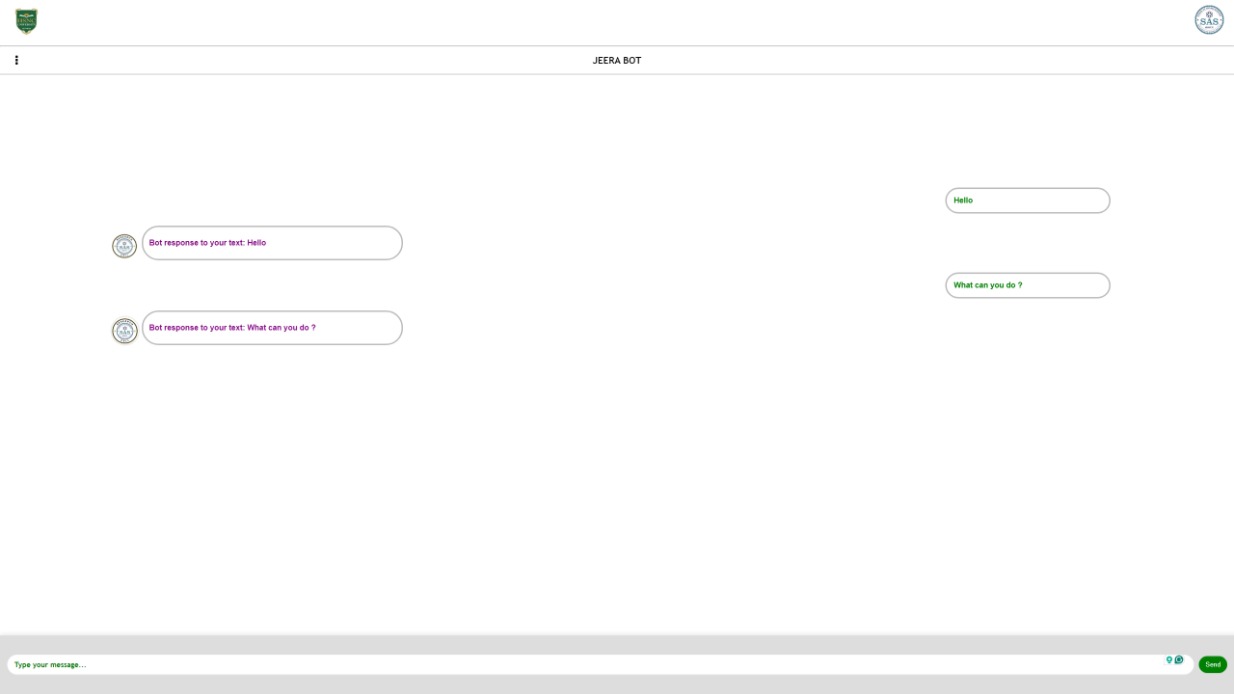 SAS
JEERA BOT
Hello
Bot response to your text: Hello
What can you do ?
Bot response to your text: What can you do ?
Type your message...
Send